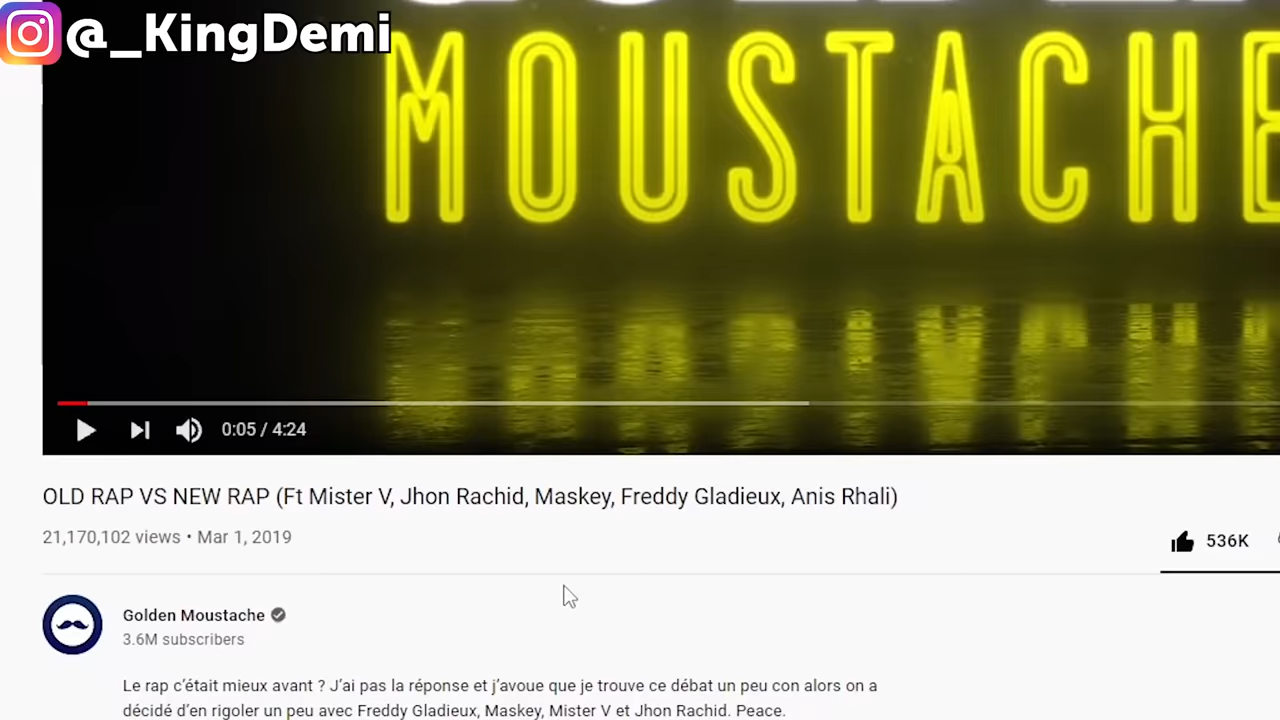 @_KingDemi
MOUSTACHE
0:05 / 4:24
OLD RAP VS NEW RAP (Ft Mister V, Jhon Rachid, Maskey, Freddy Gladieux, Anis Rhali)
21,170,102 views • Mar 1, 2019
536K
Golden Moustache
3.6M subscribers
Le rap c’était mieux avant ? J’ai pas la réponse et j’avoue que je trouve ce débat un peu con alors on a
décidé d’en rigoler un peu avec Freddy Gladieux, Maskey, Mister V et Jhon Rachid. Peace.